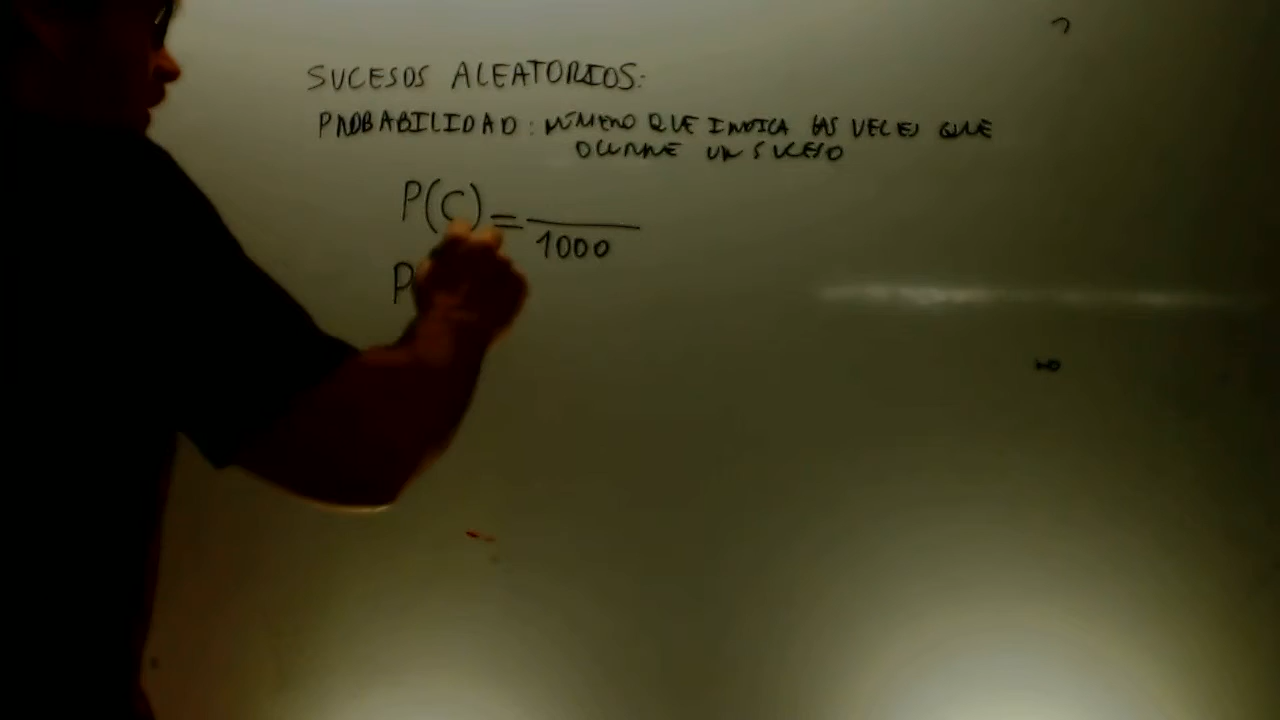 SUCESOS ALEATORIOS:
PROBABILIDAD: NÚMERO QUE INDICA LAS VECES QUE
OCURRE UN SUCESO
P(C) = ――
1000
P